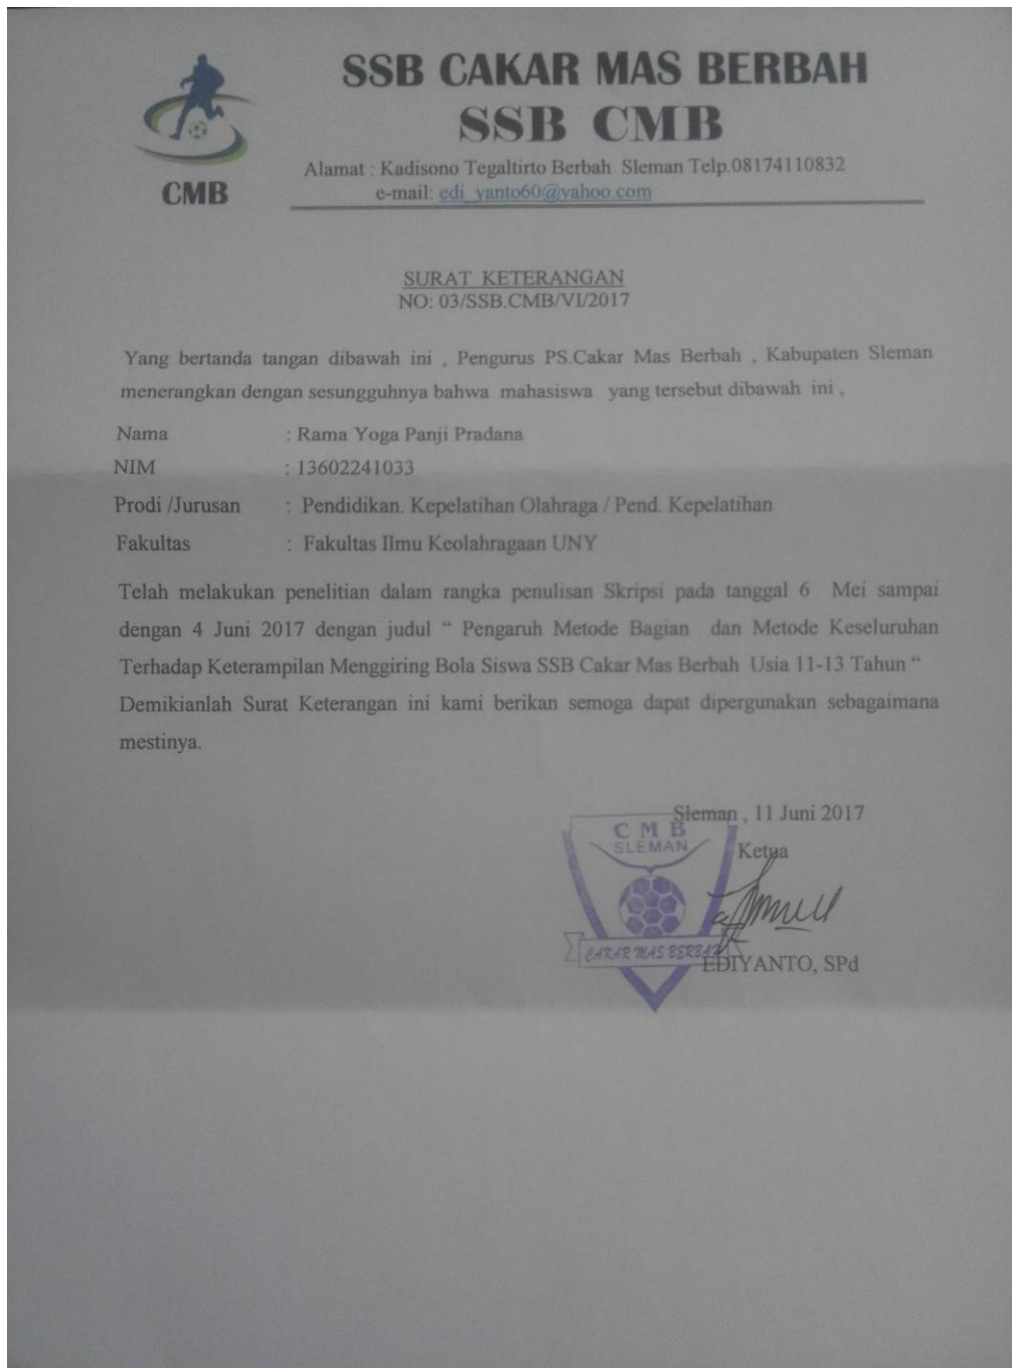 SSB CAKAR MAS BERBAH
SSB CMB
CMB
Alamat : Kadisono Tegaltirto Berbah Sleman Telp.08174110832
e-mail: edi_yanto60@yahoo.com
SURAT KETERANGAN
NO: 03/SSB.CMB/VI/2017
Yang bertanda tangan dibawah ini , Pengurus PS.Cakar Mas Berbah , Kabupaten Sleman
menerangkan dengan sesungguhnya bahwa mahasiswa yang tersebut dibawah ini ,
Nama : Rama Yoga Panji Pradana
NIM : 13602241033
Prodi /Jurusan : Pendidikan. Kepelatihan Olahraga / Pend. Kepelatihan
Fakultas : Fakultas Ilmu Keolahragaan UNY
Telah melakukan penelitian dalam rangka penulisan Skripsi pada tanggal 6 Mei sampai
dengan 4 Juni 2017 dengan judul “ Pengaruh Metode Bagian dan Metode Keseluruhan
Terhadap Keterampilan Menggiring Bola Siswa SSB Cakar Mas Berbah Usia 11-13 Tahun “
Demikianlah Surat Keterangan ini kami berikan semoga dapat dipergunakan sebagaimana
mestinya.
Sleman , 11 Juni 2017
C M B
SLEMAN
Ketua
CAKAR MAS BERBAH
EDIYANTO, SPd